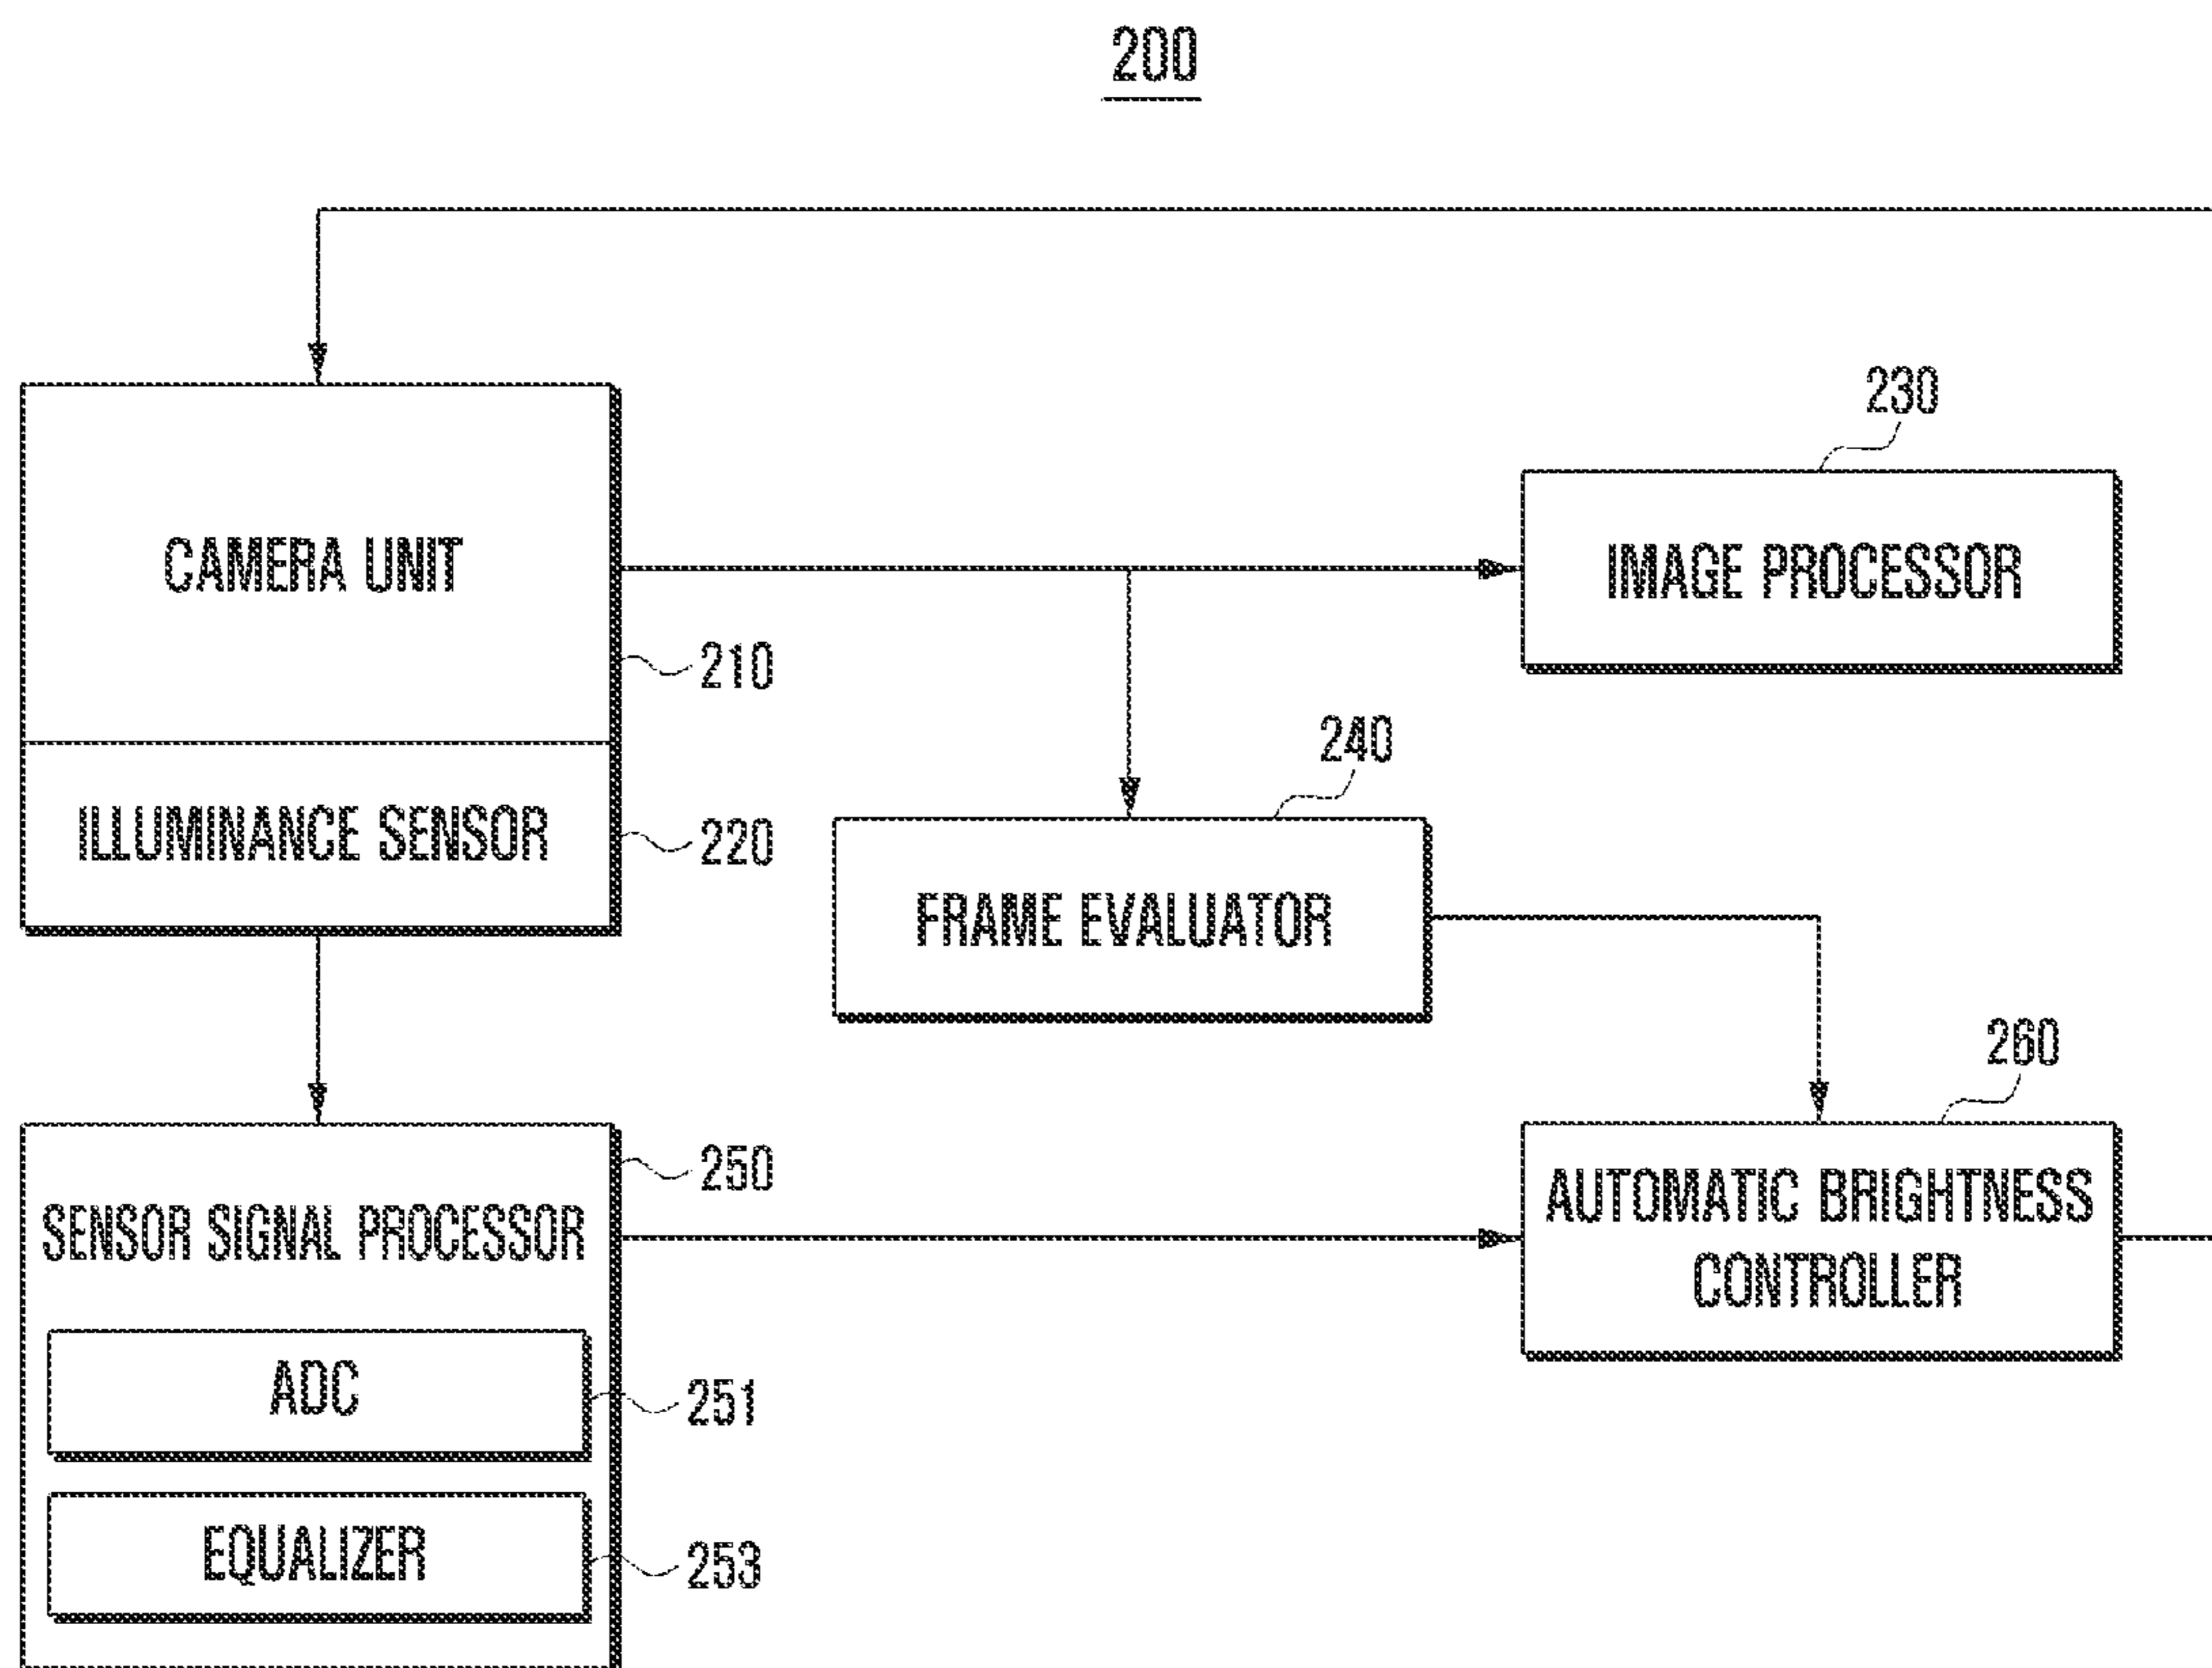 200
230
CAMERA UNIT
IMAGE PROCESSOR
210
240
ILLUMINANCE SENSOR
220
FRAME EVALUATOR
260
250
SENSOR SIGNAL PROCESSOR
AUTOMATIC BRIGHTNESS
CONTROLLER
ADC
251
EQUALIZER
253